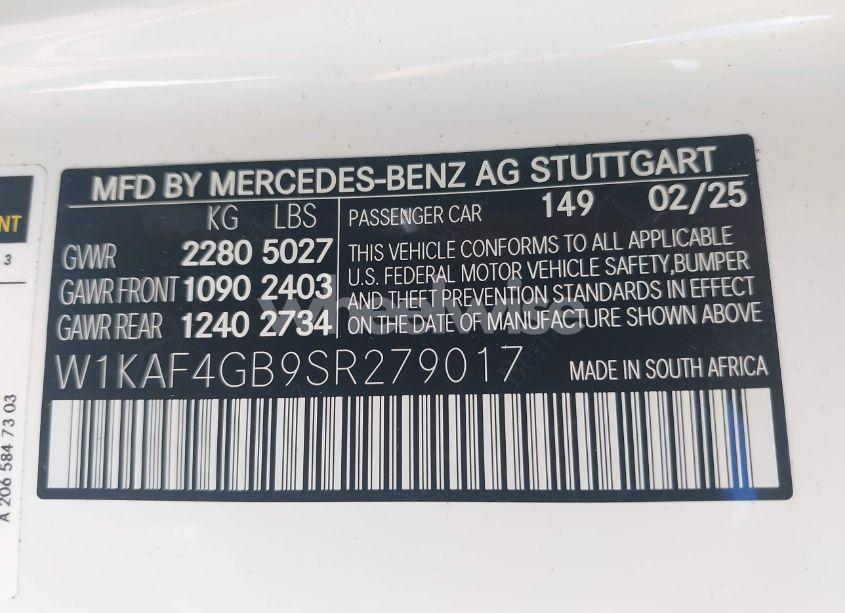 MFD BY MERCEDES-BENZ AG STUTTGART
KG LBS
GVWR 2280 5027
GAWR FRONT 1090 2403
GAWR REAR 1240 2734
PASSENGER CAR 149 02/25
THIS VEHICLE CONFORMS TO ALL APPLICABLE
U.S. FEDERAL MOTOR VEHICLE SAFETY,BUMPER
AND THEFT PREVENTION STANDARDS IN EFFECT
ON THE DATE OF MANUFACTURE SHOWN ABOVE
W1KAF4GB9SR279017
MADE IN SOUTH AFRICA
NT
3
A 206 584 73 03